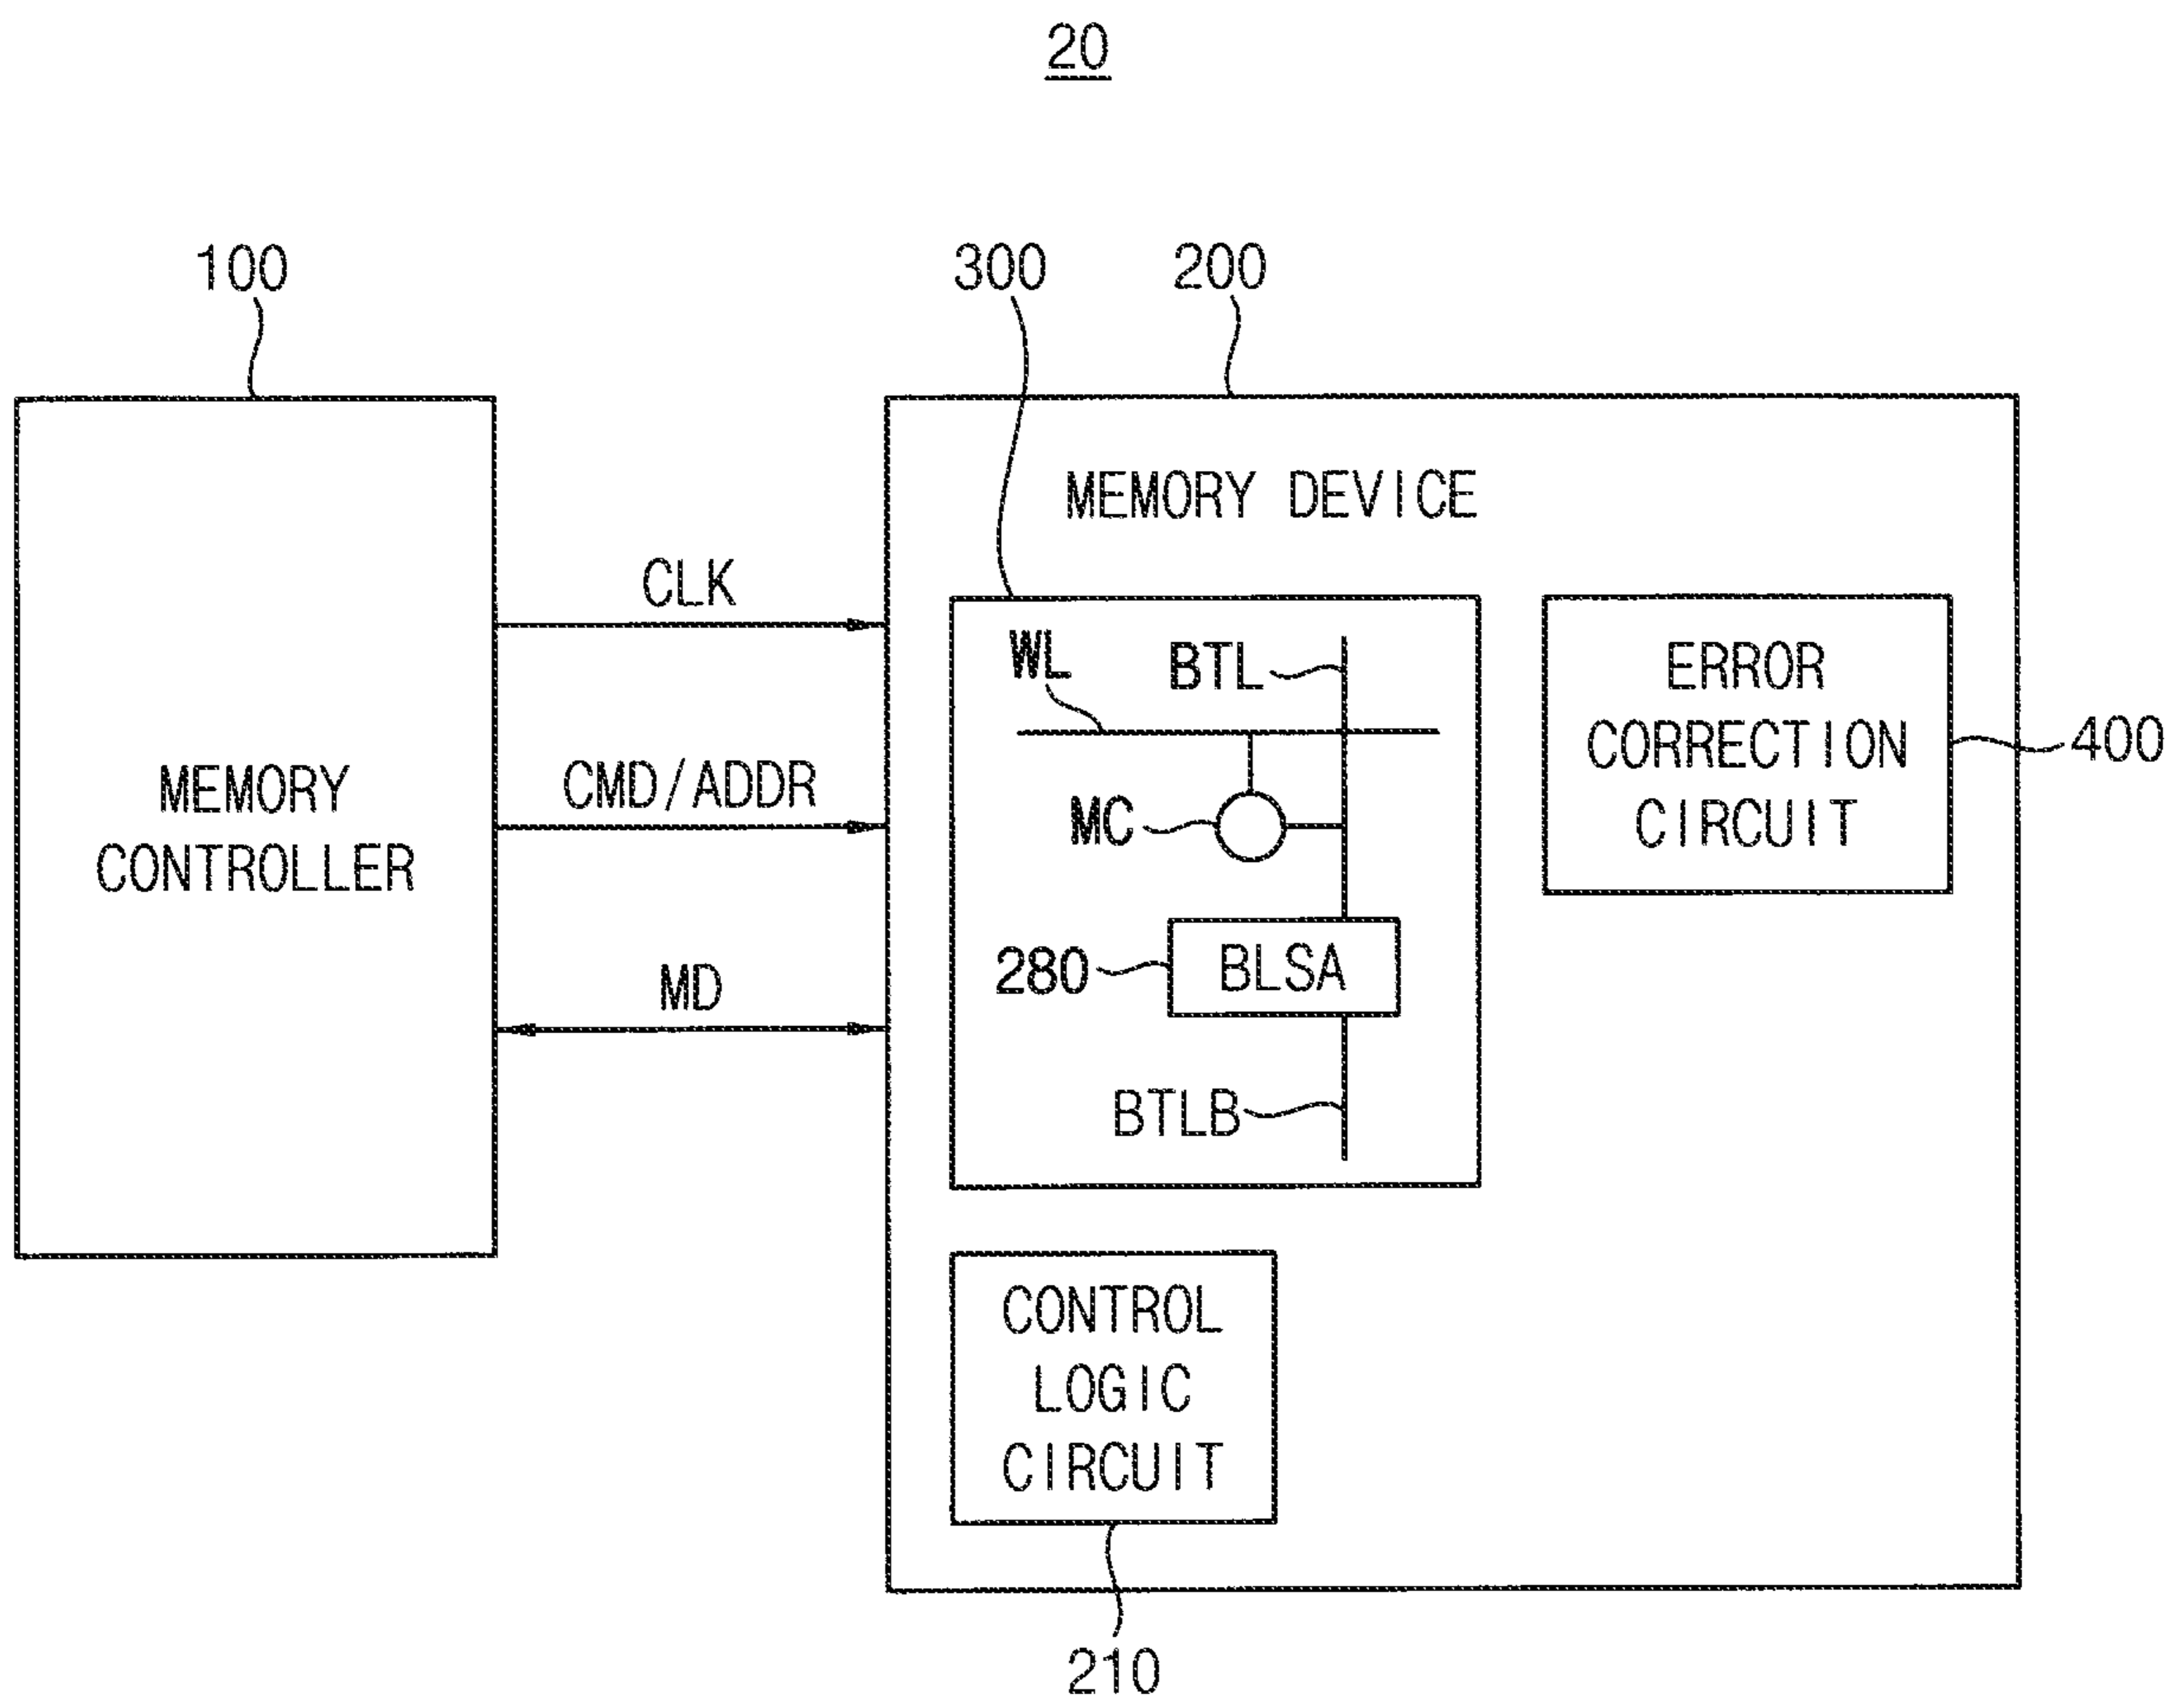 20
100
300
200
MEMORY DEVICE
CLK
WL
BTL
ERROR
CORRECTION
CIRCUIT
400
MEMORY
CONTROLLER
CMD/ADDR
MC
MD
280
BLSA
BTLB
CONTROL
LOGIC
CIRCUIT
210